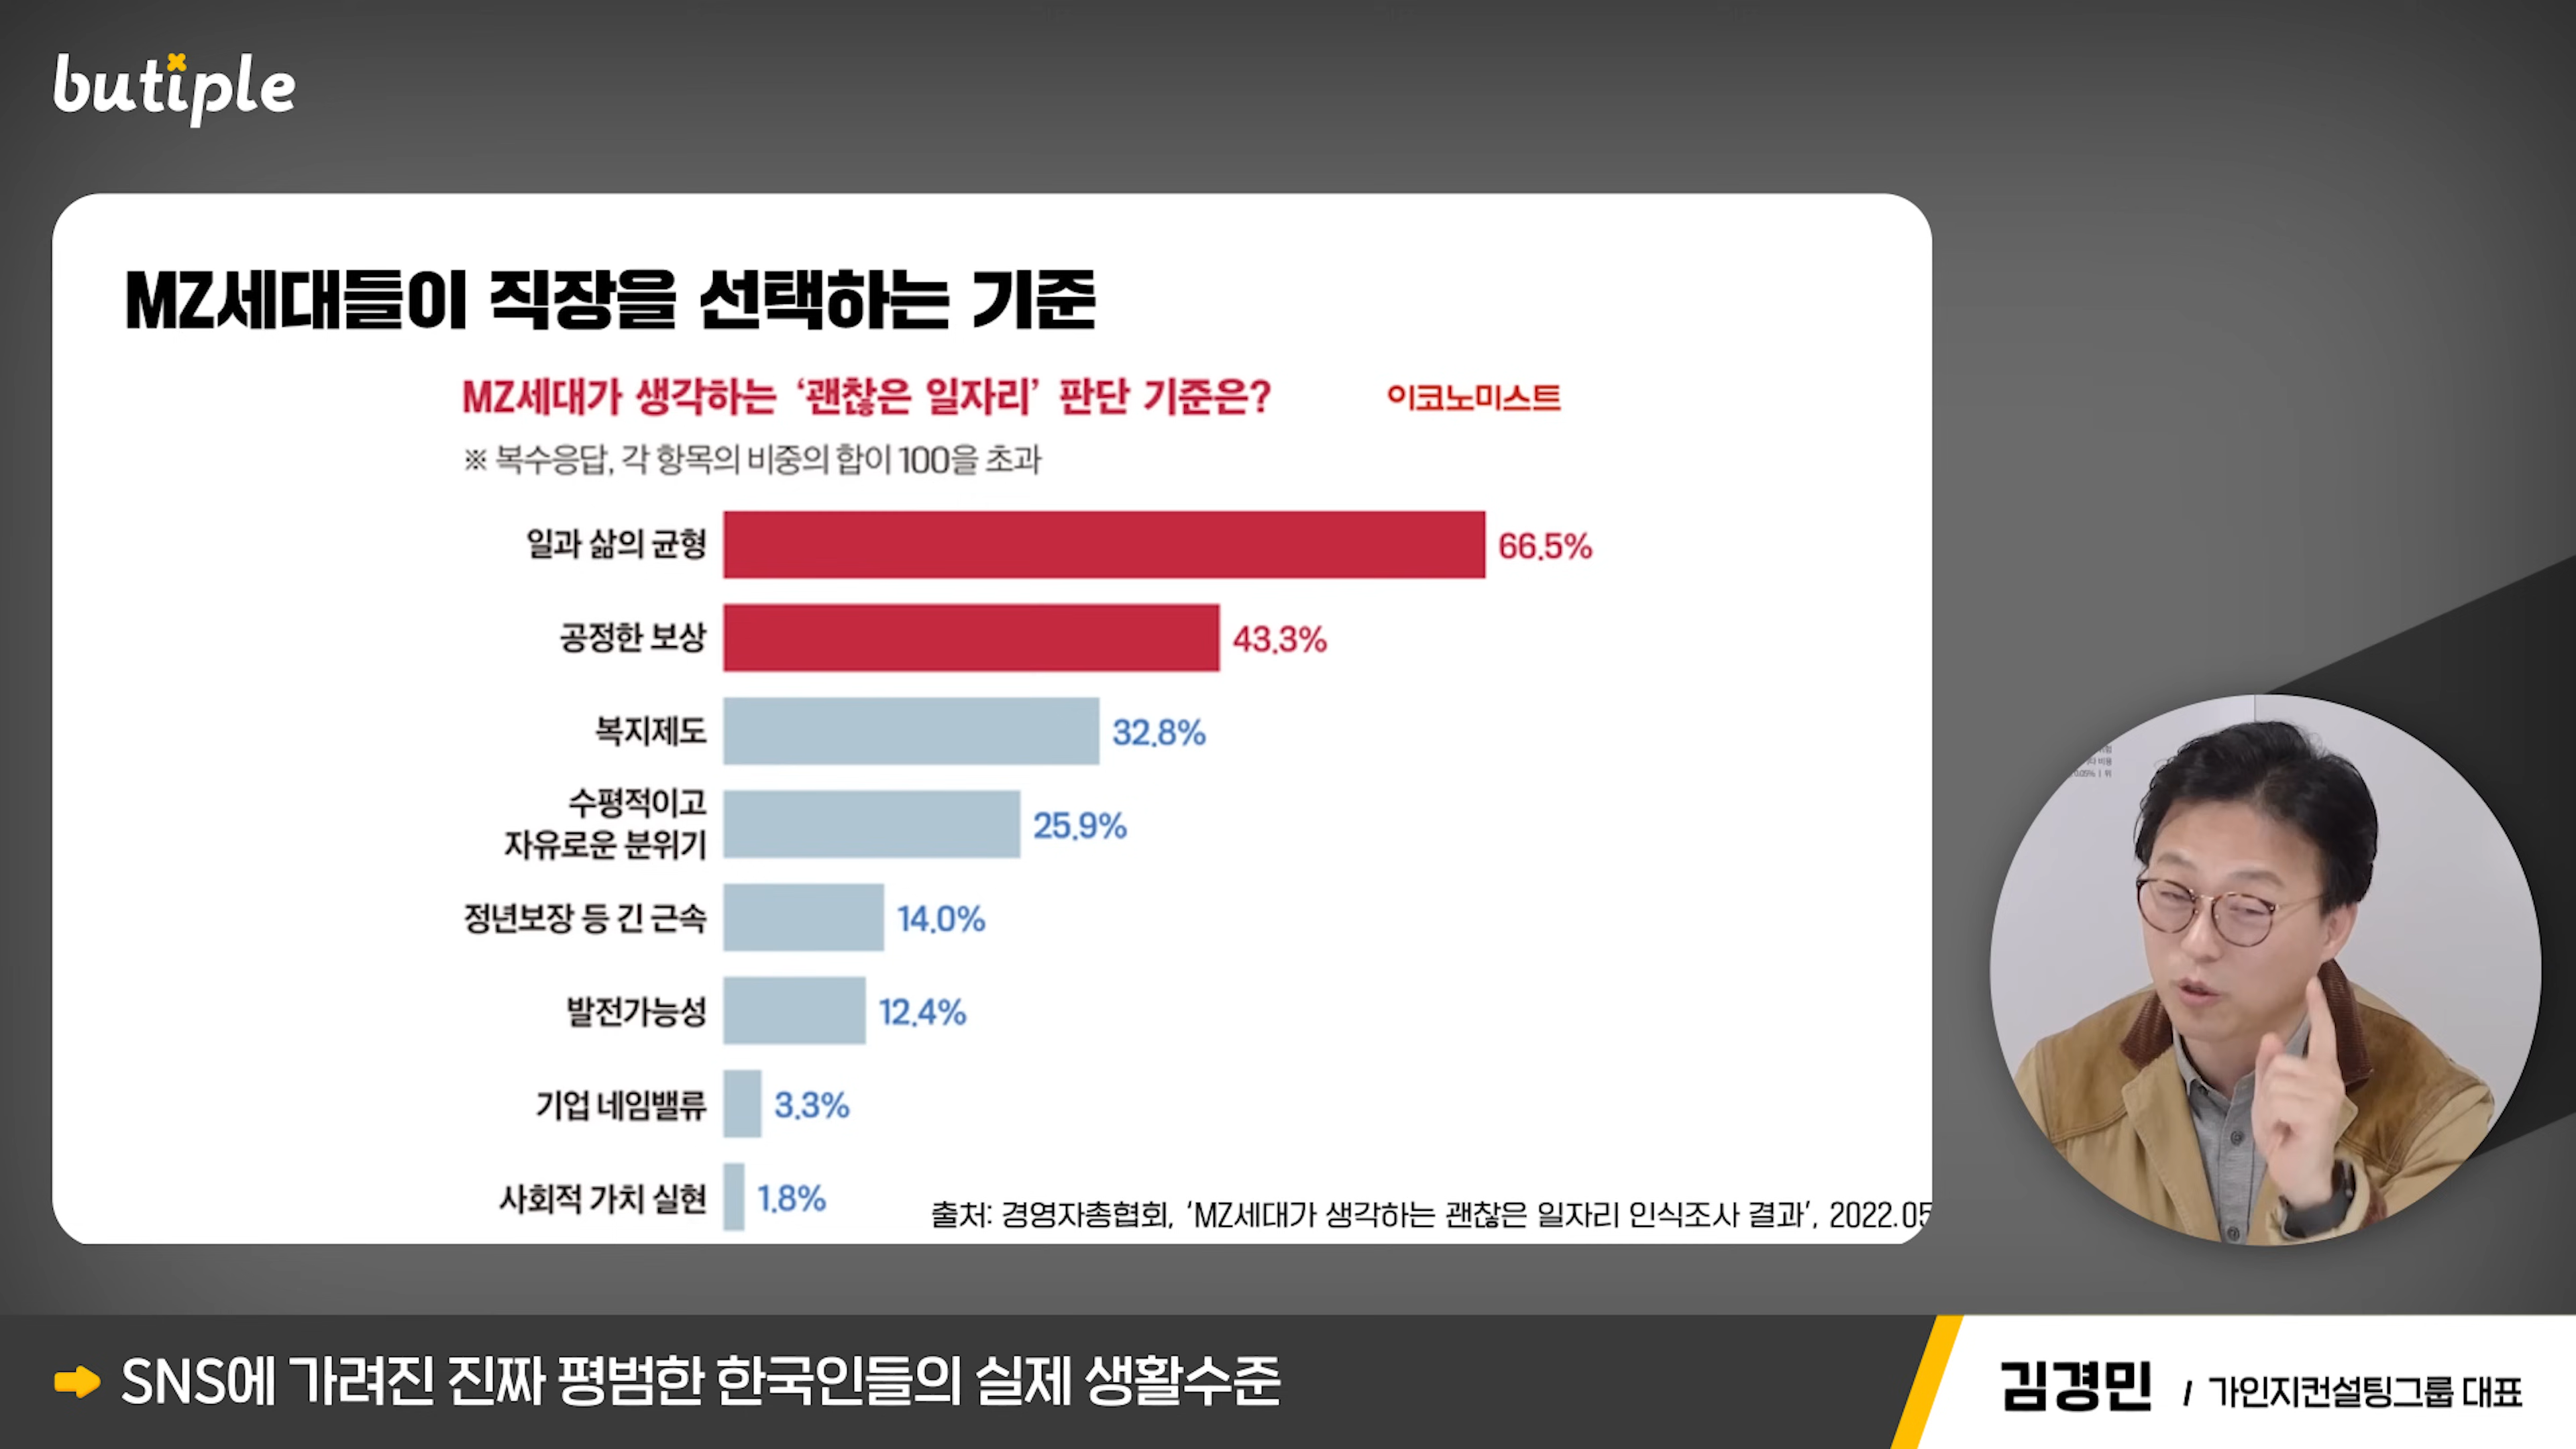 butiple
MZ세대들이 직장을 선택하는 기준
MZ세대가 생각하는 ‘괜찮은 일자리’ 판단 기준은?
이코노미스트
※ 복수응답, 각 항목의 비중의 합이 100을 초과
일과 삶의 균형 66.5%
공정한 보상 43.3%
복지제도 32.8%
수평적이고
자유로운 분위기 25.9%
정년보장 등 긴 근속 14.0%
발전가능성 12.4%
기업 네임밸류 3.3%
사회적 가치 실현 1.8%
출처: 경영자총협회, ‘MZ세대가 생각하는 괜찮은 일자리 인식조사 결과’, 2022.05
SNS에 가려진 진짜 평범한 한국인들의 실제 생활수준
김경민 / 가인지컨설팅그룹 대표